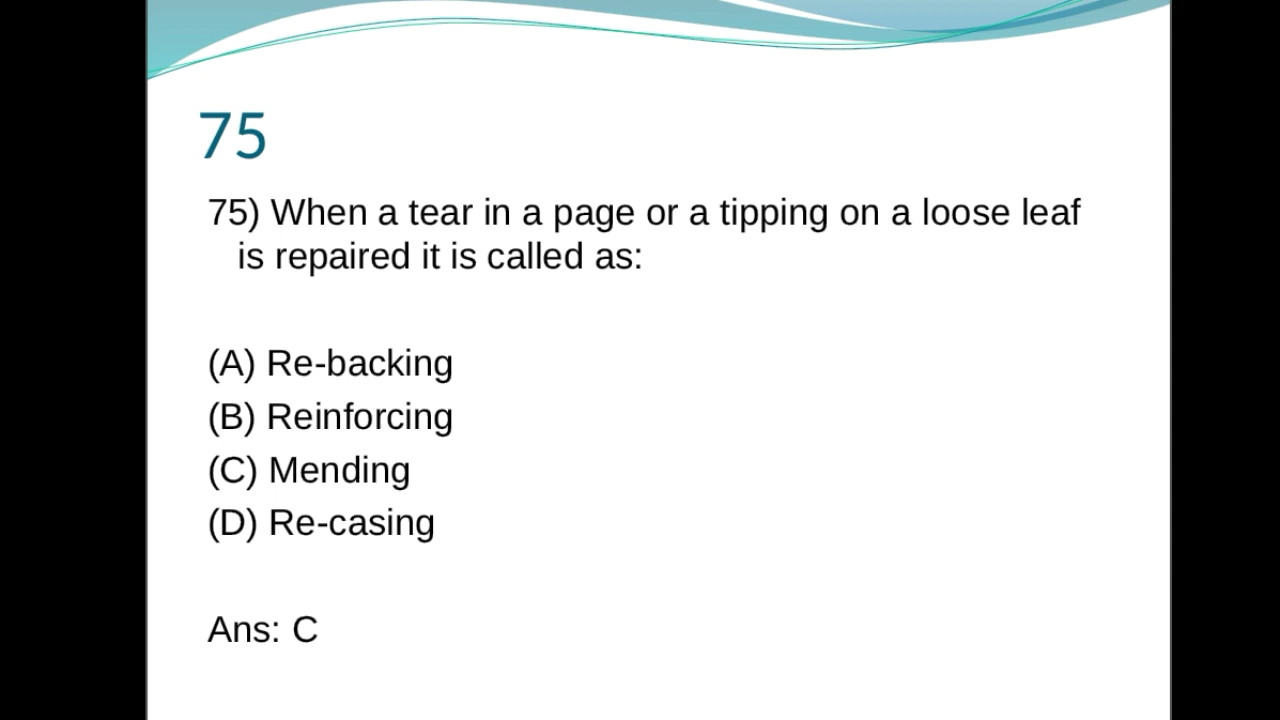 75
75) When a tear in a page or a tipping on a loose leaf
is repaired it is called as:
(A) Re-backing
(B) Reinforcing
(C) Mending
(D) Re-casing
Ans: C